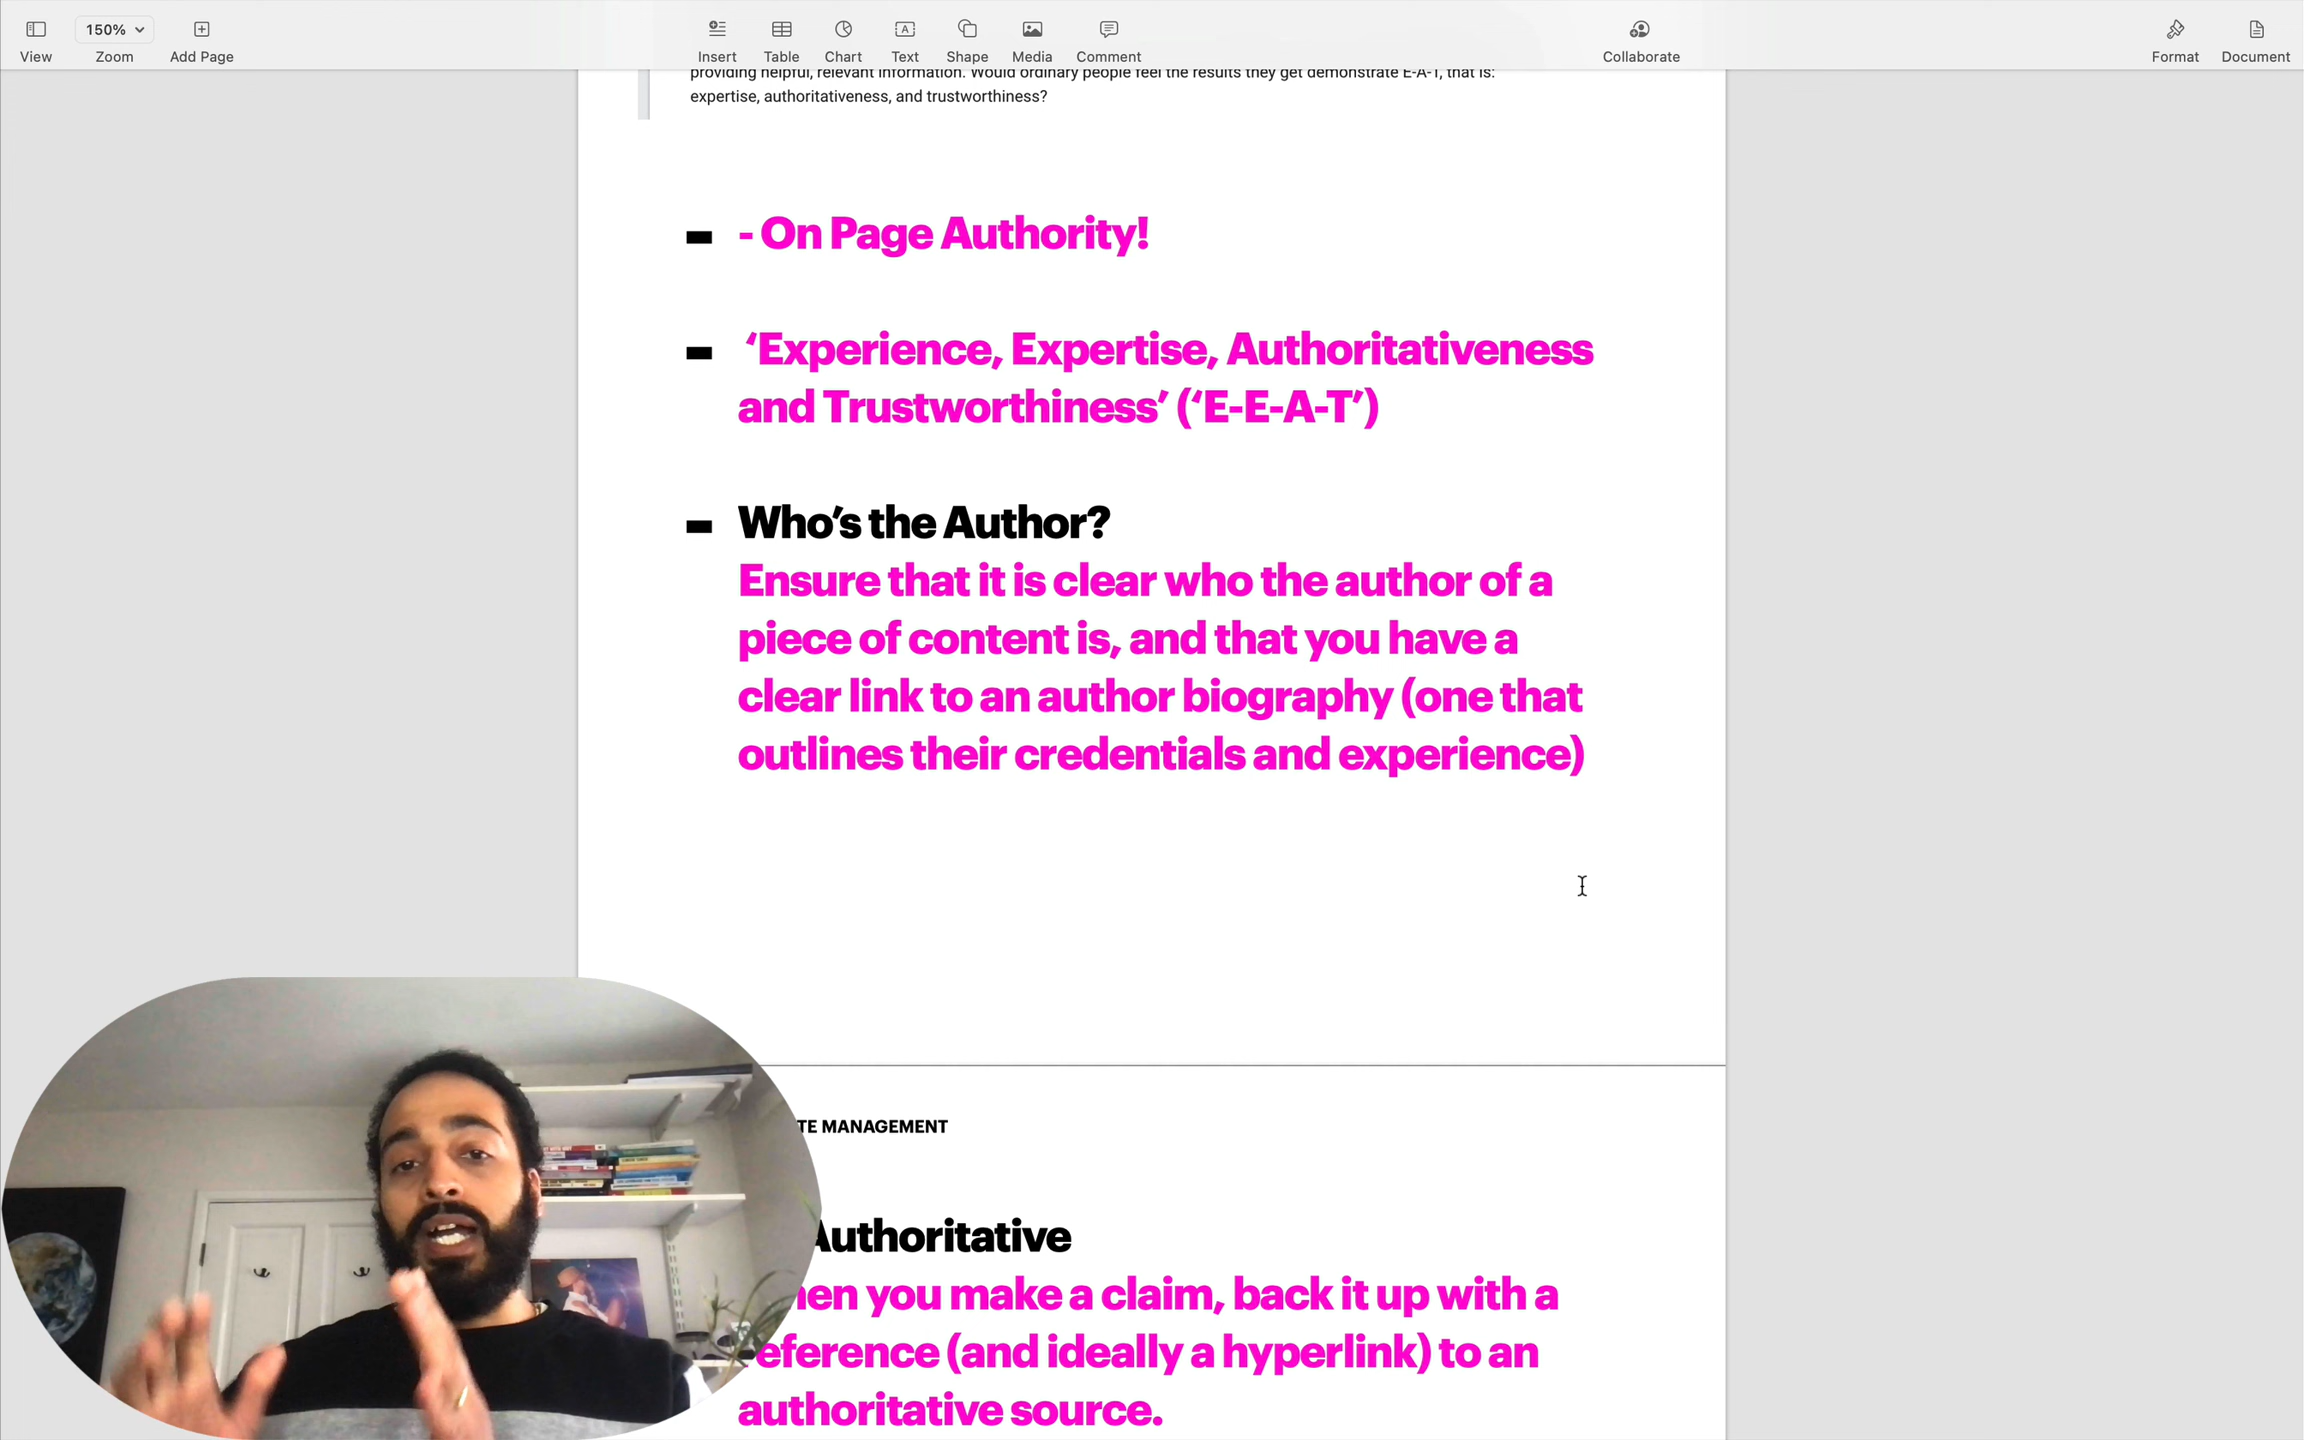 150%
View
Zoom
Add Page
Insert
Table
Chart
Text
Shape
Media
Comment
Collaborate
Format
Document
providing helpful, relevant information. Would ordinary people feel the results they get demonstrate E-A-T, that is:
expertise, authoritativeness, and trustworthiness?
- - On Page Authority!
- ‘Experience, Expertise, Authoritativeness
and Trustworthiness’ (‘E-E-A-T’)
- Who’s the Author?
Ensure that it is clear who the author of a
piece of content is, and that you have a
clear link to an author biography (one that
outlines their credentials and experience)
TE MANAGEMENT
Authoritative
hen you make a claim, back it up with a
eference (and ideally a hyperlink) to an
authoritative source.